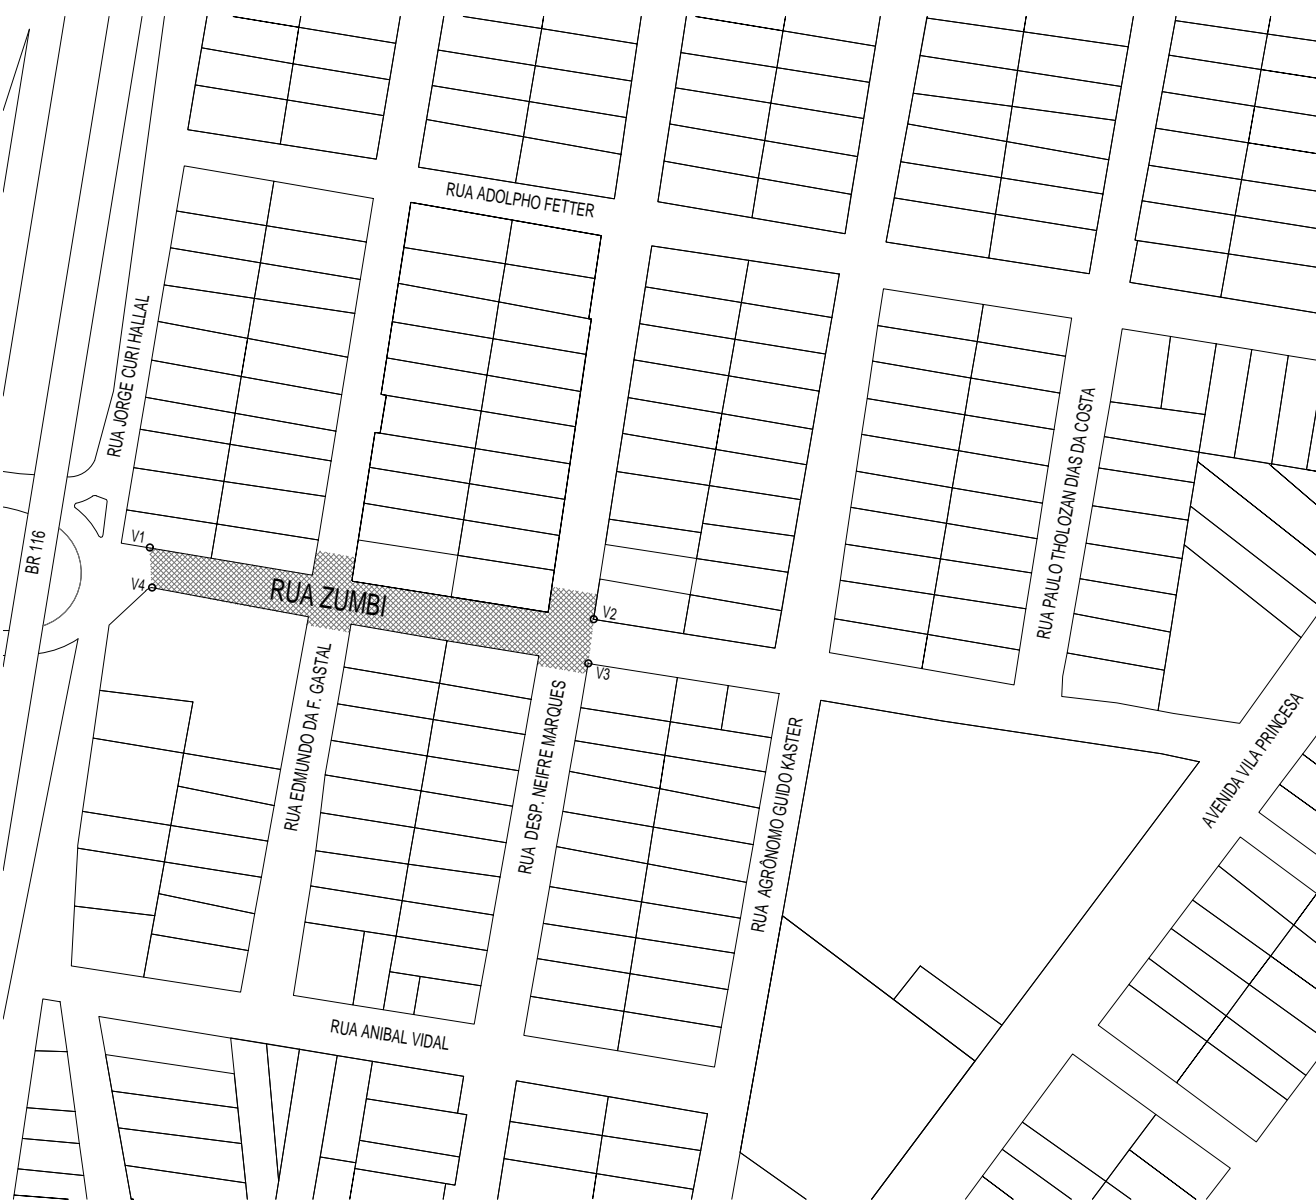 RUA ADOLPHO FETTER
RUA JORGE CURI HALLAL
BR 116
V1
V4
RUA ZUMBI
V2
V3
RUA PAULO THOLOZAN DIAS DA COSTA
RUA EDMUNDO DA F. GASTAL
RUA DESP. NEIFRE MARQUES
RUA AGRÔNOMO GUIDO KASTER
AVENIDA VILA PRINCESA
RUA ANIBAL VIDAL